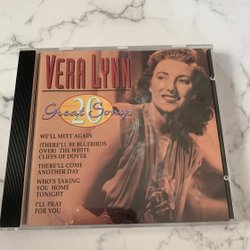 VERA LYNN
20
Great Songs
WE'LL MEET AGAIN
(THERE'LL BE BLUEBIRDS
OVER) THE WHITE
CLIFFS OF DOVER
THERE'LL COME
ANOTHER DAY
WHO'S TAKING
YOU HOME
TONIGHT
I'LL PRAY
FOR YOU